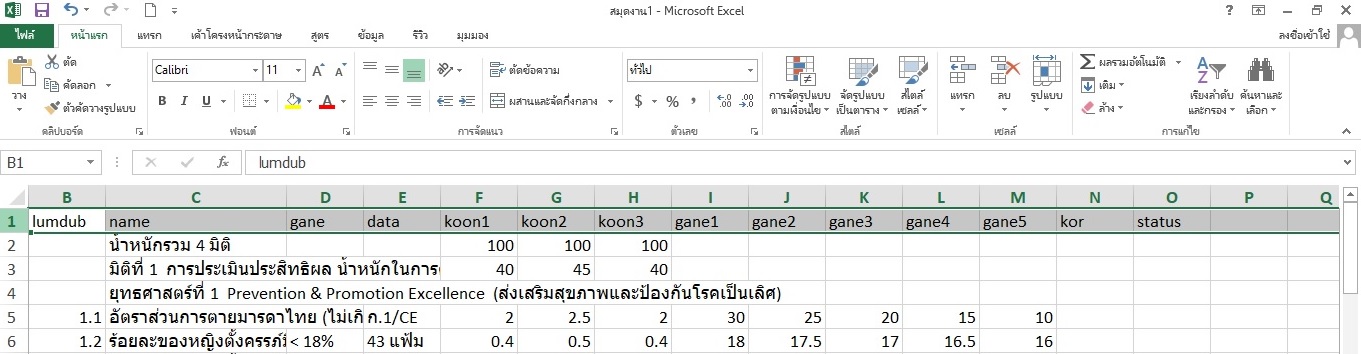 สมุดงาน1 - Microsoft Excel
ไฟล์ หน้าแรก แทรก เค้าโครงหน้ากระดาษ สูตร ข้อมูล รีวิว มุมมอง ลงชื่อเข้าใช้
วาง ตัด คัดลอก ตัวคัดวางรูปแบบ
Calibri 11
B I U A
ตัดข้อความ
ผสานและจัดกึ่งกลาง
ทั่วไป
$ % ,
การจัดรูปแบบตามเงื่อนไข จัดรูปแบบเป็นตาราง สไตล์เซลล์
แทรก ลบ รูปแบบ
ผลรวมอัตโนมัติ
เติม
ล้าง
เรียงลำดับและกรอง ค้นหาและเลือก
คลิปบอร์ด ฟอนต์ การจัดแนว ตัวเลข สไตล์ เซลล์ การแก้ไข
B1 fx lumdub
B C D E F G H I J K L M N O P Q
1 lumdub name gane data koon1 koon2 koon3 gane1 gane2 gane3 gane4 gane5 kor status
2 น้ำหนักรวม 4 มิติ 100 100 100
3 มิติที่ 1 การประเมินประสิทธิผล น้ำหนักในการ 40 45 40
4 ยุทธศาสตร์ที่ 1 Prevention & Promotion Excellence (ส่งเสริมสุขภาพและป้องกันโรคเป็นเลิศ)
5 1.1 อัตราส่วนการตายมารดาไทย (ไม่เกิ ก.1/CE 2 2.5 2 30 25 20 15 10
6 1.2 ร้อยละของหญิงตั้งครรภ์ < 18% 43 แฟ้ม 0.4 0.5 0.4 18 17.5 17 16.5 16